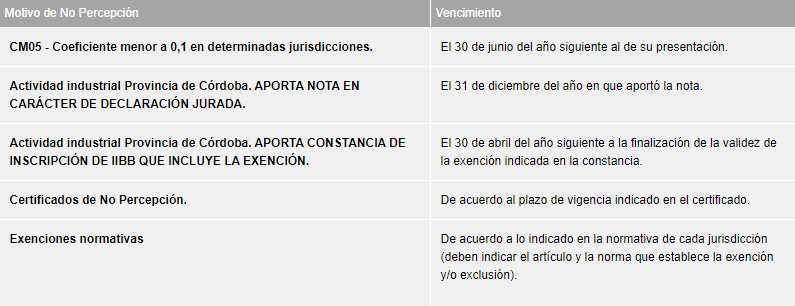 Motivo de No Percepción
Vencimiento
CM05 - Coeficiente menor a 0,1 en determinadas jurisdicciones.
El 30 de junio del año siguiente al de su presentación.
Actividad industrial Provincia de Córdoba. APORTA NOTA EN
CARÁCTER DE DECLARACIÓN JURADA.
El 31 de diciembre del año en que aportó la nota.
Actividad industrial Provincia de Córdoba. APORTA CONSTANCIA DE
INSCRIPCIÓN DE IIBB QUE INCLUYE LA EXENCIÓN.
El 30 de abril del año siguiente a la finalización de la validez de
la exención indicada en la constancia.
Certificados de No Percepción.
De acuerdo al plazo de vigencia indicado en el certificado.
Exenciones normativas
De acuerdo a lo indicado en la normativa de cada jurisdicción
(deben indicar el artículo y la norma que establece la exención
y/o exclusión).